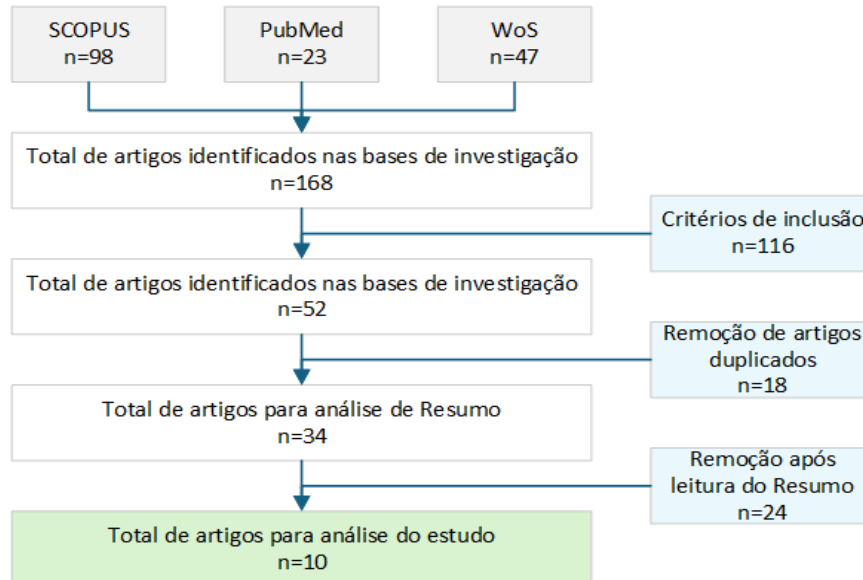 SCOPUS
n=98
PubMed
n=23
WoS
n=47
Total de artigos identificados nas bases de investigação
n=168
Critérios de inclusão
n=116
Total de artigos identificados nas bases de investigação
n=52
Remoção de artigos
duplicados
n=18
Total de artigos para análise de Resumo
n=34
Remoção após
leitura do Resumo
n=24
Total de artigos para análise do estudo
n=10